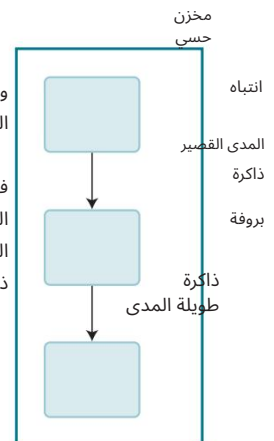 مخزن
حسي
انتباه
المدى القصير
ذاكرة
بروفة
ذاكرة
طويلة المدى